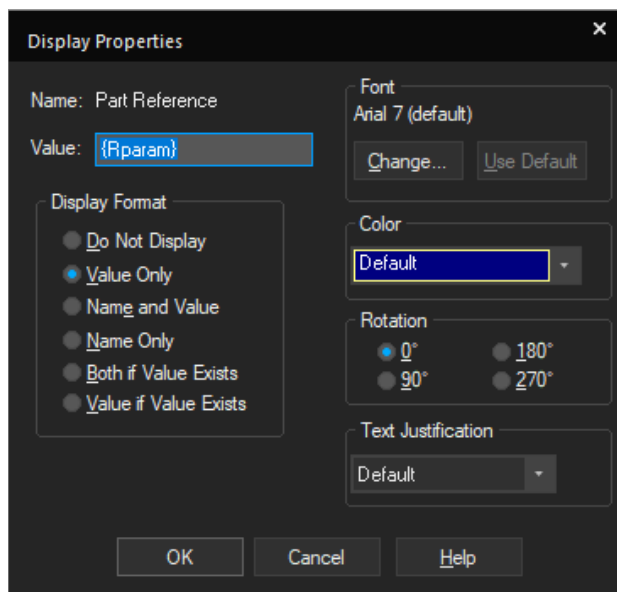 Display Properties
Name: Part Reference
Value: {Rparam}
Display Format
Do Not Display
Value Only
Name and Value
Name Only
Both if Value Exists
Value if Value Exists
Font
Arial 7 (default)
Change... Use Default
Color
Default
Rotation
0° 180°
90° 270°
Text Justification
Default
OK Cancel Help